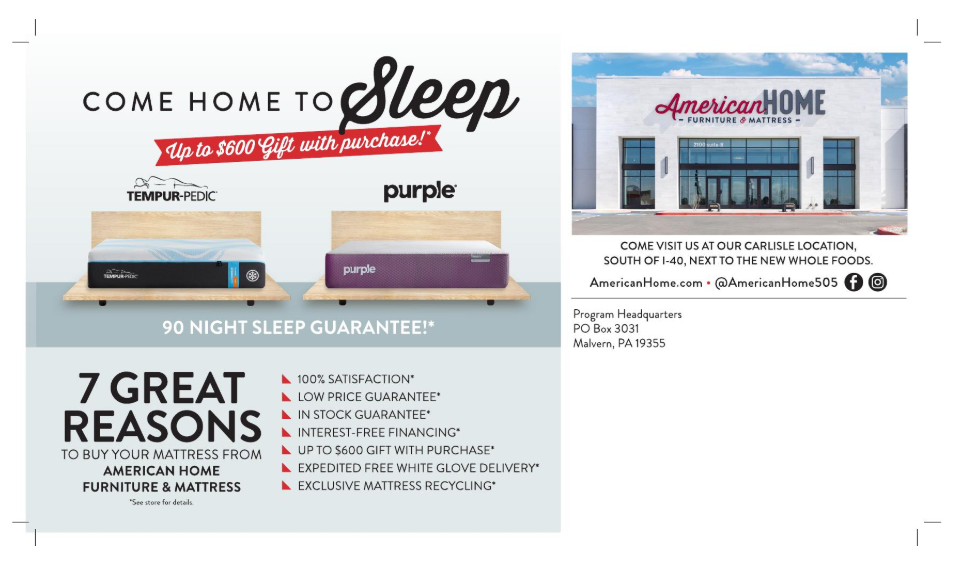 COME HOME TO Sleep
Up to $600 Gift with purchase!*
TEMPUR-PEDIC®
purple®
TEMPUR-PEDIC
purple
90 NIGHT SLEEP GUARANTEE!*
7 GREAT
REASONS
TO BUY YOUR MATTRESS FROM
AMERICAN HOME
FURNITURE & MATTRESS
*See store for details.
100% SATISFACTION*
LOW PRICE GUARANTEE*
IN STOCK GUARANTEE*
INTEREST-FREE FINANCING*
UP TO $600 GIFT WITH PURCHASE*
EXPEDITED FREE WHITE GLOVE DELIVERY*
EXCLUSIVE MATTRESS RECYCLING*
AmericanHOME
- FURNITURE & MATTRESS -
COME VISIT US AT OUR CARLISLE LOCATION,
SOUTH OF I-40, NEXT TO THE NEW WHOLE FOODS.
AmericanHome.com • @AmericanHome505
Program Headquarters
PO Box 3031
Malvern, PA 19355